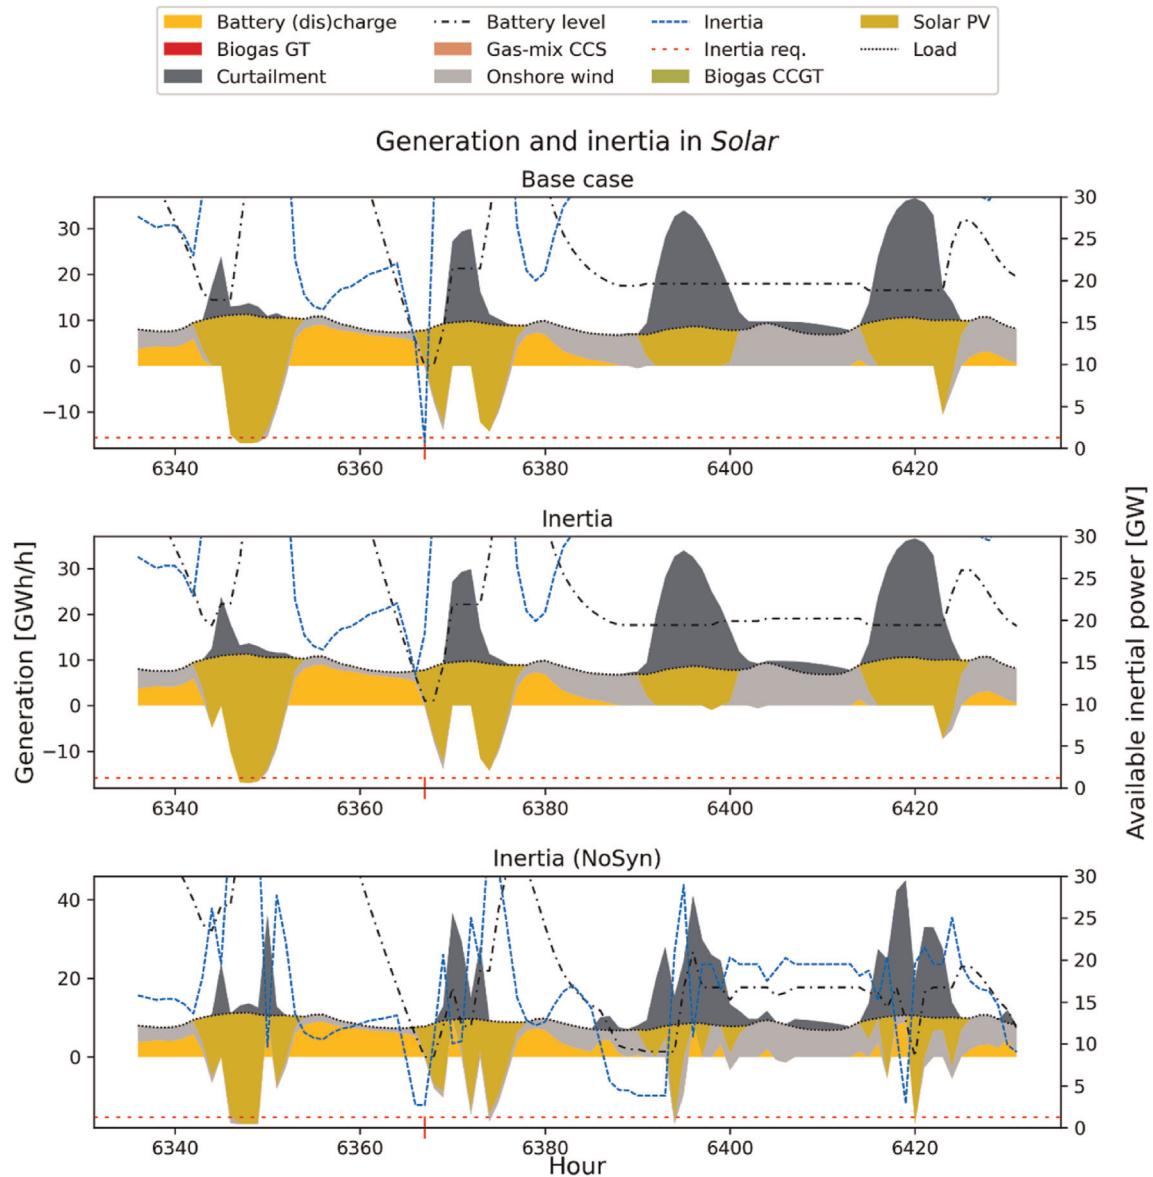 Battery (dis)charge Battery level Inertia Solar PV
Biogas GT Gas-mix CCS Inertia req. Load
Curtailment Onshore wind Biogas CCGT
Generation and inertia in Solar
Base case
30
20
10
0
−10
30
25
20
15
10
5
0
6340 6360 6380 6400 6420
Inertia
30
20
10
0
−10
30
25
20
15
10
5
0
6340 6360 6380 6400 6420
Generation [GWh/h]
Available inertial power [GW]
Inertia (NoSyn)
40
20
0
30
25
20
15
10
5
0
6340 6360 6380 6400 6420
Hour